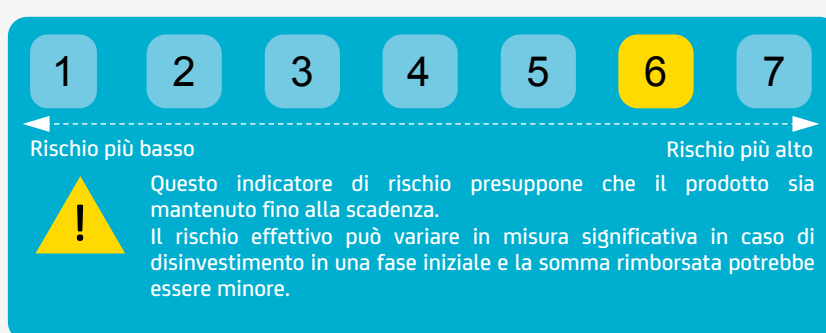 1 2 3 4 5 6 7
Rischio più basso Rischio più alto
!
Questo indicatore di rischio presuppone che il prodotto sia
mantenuto fino alla scadenza.
Il rischio effettivo può variare in misura significativa in caso di
disinvestimento in una fase iniziale e la somma rimborsata potrebbe
essere minore.